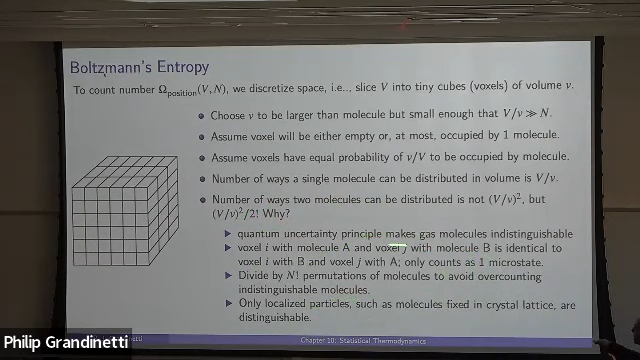 Boltzmann's Entropy
To count number Ωposition(V, N), we discretize space, i.e.., slice V into tiny cubes (voxels) of volume v.
Choose v to be larger than molecule but small enough that V/v ≫ N.
Assume voxel will be either empty or, at most, occupied by 1 molecule.
Assume voxels have equal probability of v/V to be occupied by molecule.
Number of ways a single molecule can be distributed in volume is V/v.
Number of ways two molecules can be distributed is not (V/v)², but
(V/v)²/2! Why?
quantum uncertainty principle makes gas molecules indistinguishable
voxel i with molecule A and voxel j with molecule B is identical to
voxel i with B and voxel j with A; only counts as 1 microstate.
Divide by N! permutations of molecules to avoid overcounting
indistinguishable molecules.
Only localized particles, such as molecules fixed in crystal lattice, are
distinguishable.
Philip Grandinetti
Chapter 10: Statistical Thermodynamics